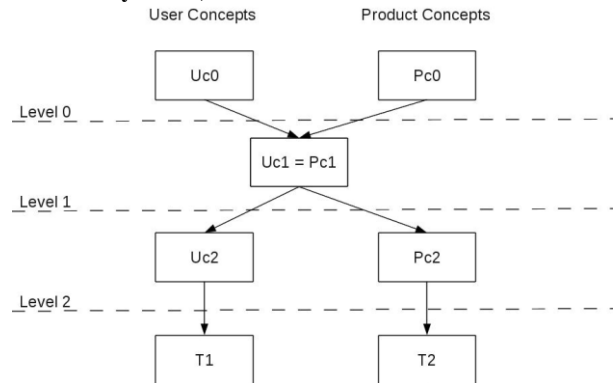 User Concepts Product Concepts
Uc0 Pc0
Level 0
Uc1 = Pc1
Level 1
Uc2 Pc2
Level 2
T1 T2